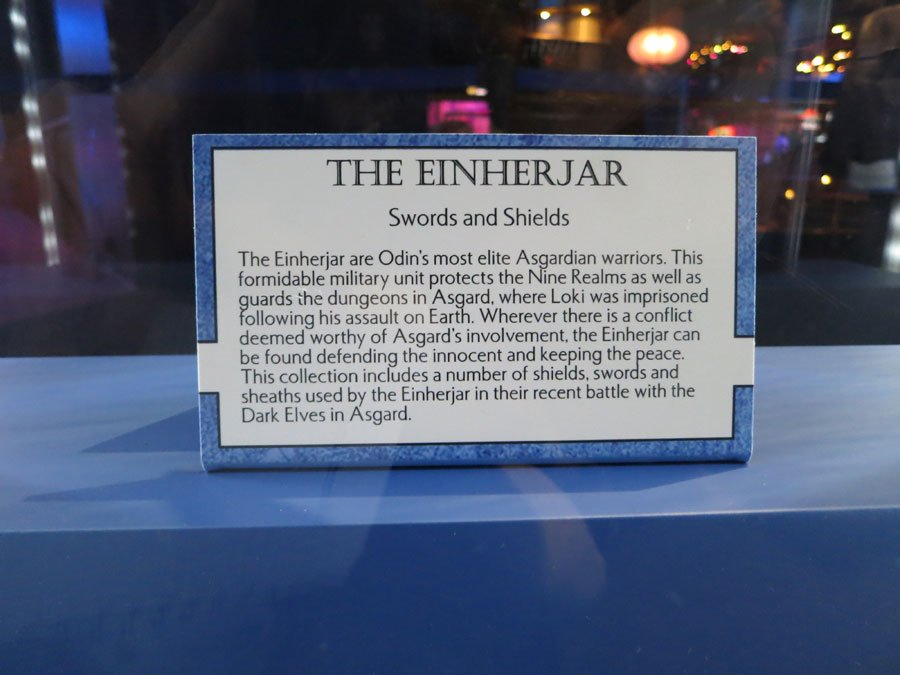 THE EINHERJAR
Swords and Shields
The Einherjar are Odin's most elite Asgardian warriors. This
formidable military unit protects the Nine Realms as well as
guards the dungeons in Asgard, where Loki was imprisoned
following his assault on Earth. Wherever there is a conflict
deemed worthy of Asgard's involvement, the Einherjar can
be found defending the innocent and keeping the peace.
This collection includes a number of shields, swords and
sheaths used by the Einherjar in their recent battle with the
Dark Elves in Asgard.